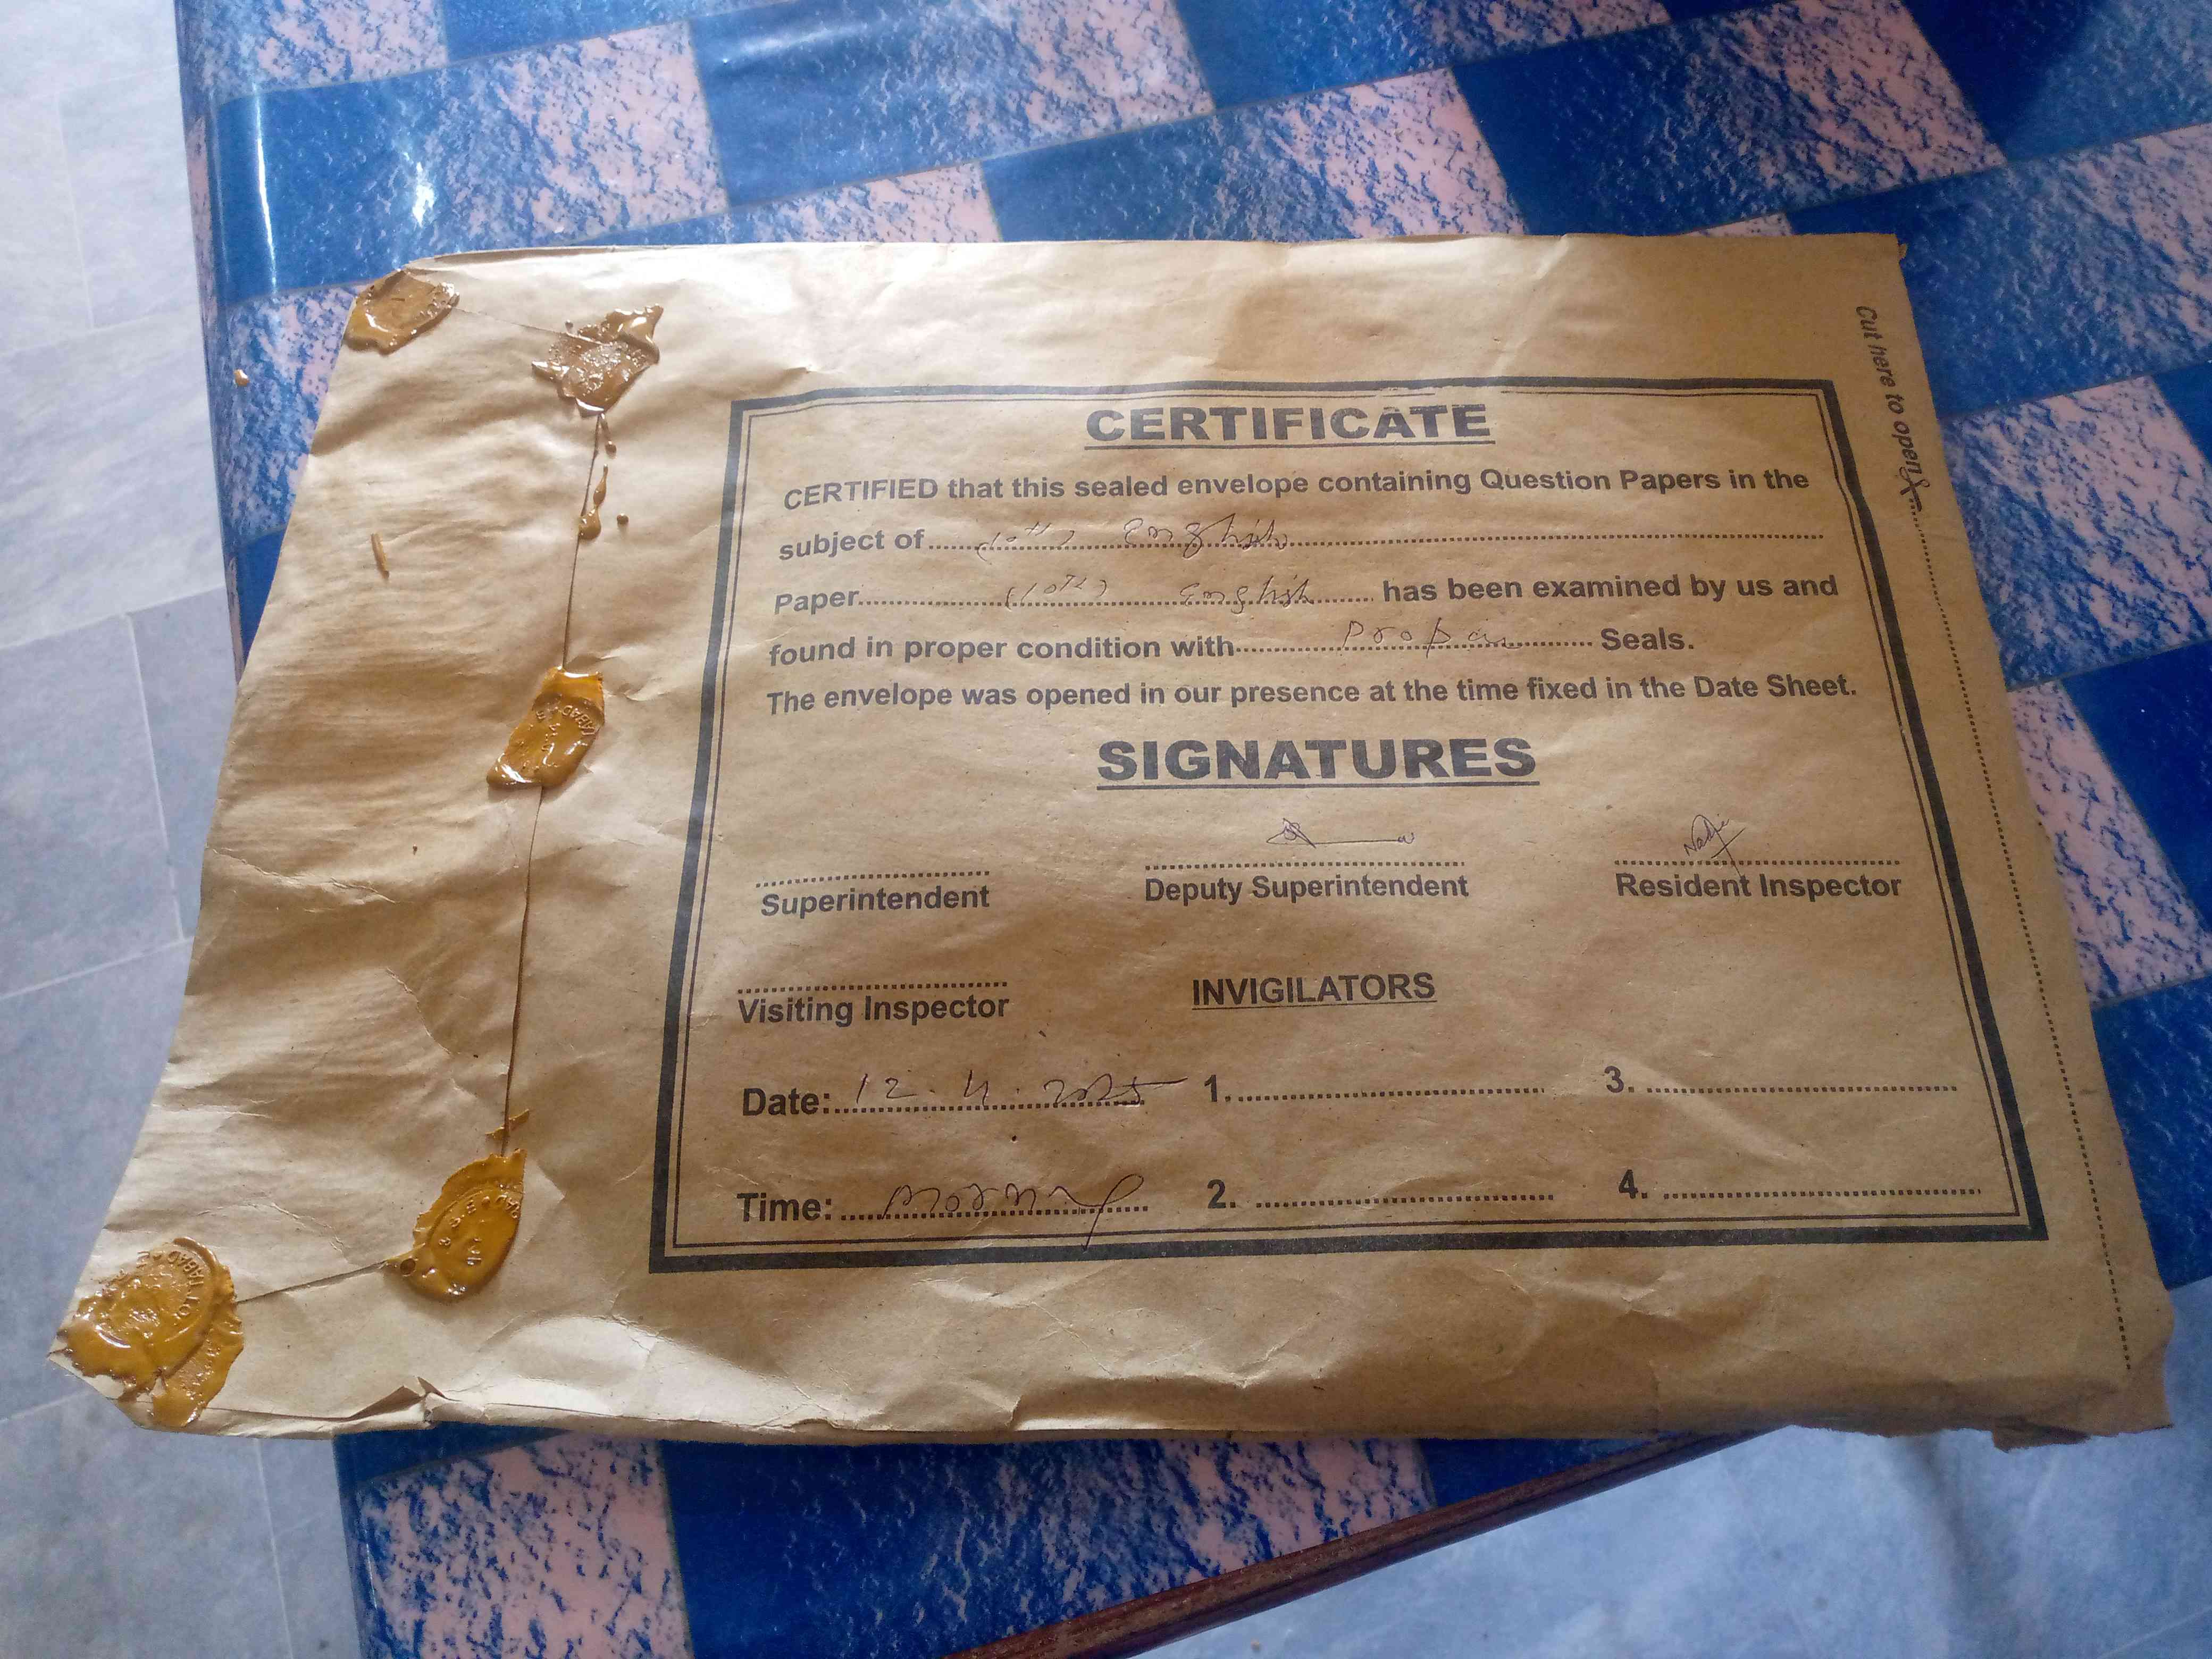 Cut here to open
CERTIFICATE
CERTIFIED that this sealed envelope containing Question Papers in the
subject of........(10th) English........
Paper........(10th) English........ has been examined by us and
found in proper condition with........Proper........ Seals.
The envelope was opened in our presence at the time fixed in the Date Sheet.
SIGNATURES
Superintendent Deputy Superintendent Resident Inspector
Visiting Inspector INVIGILATORS
Date: 12.4.2025 1. ........ 3. ........
Time: Morning 2. ........ 4. ........